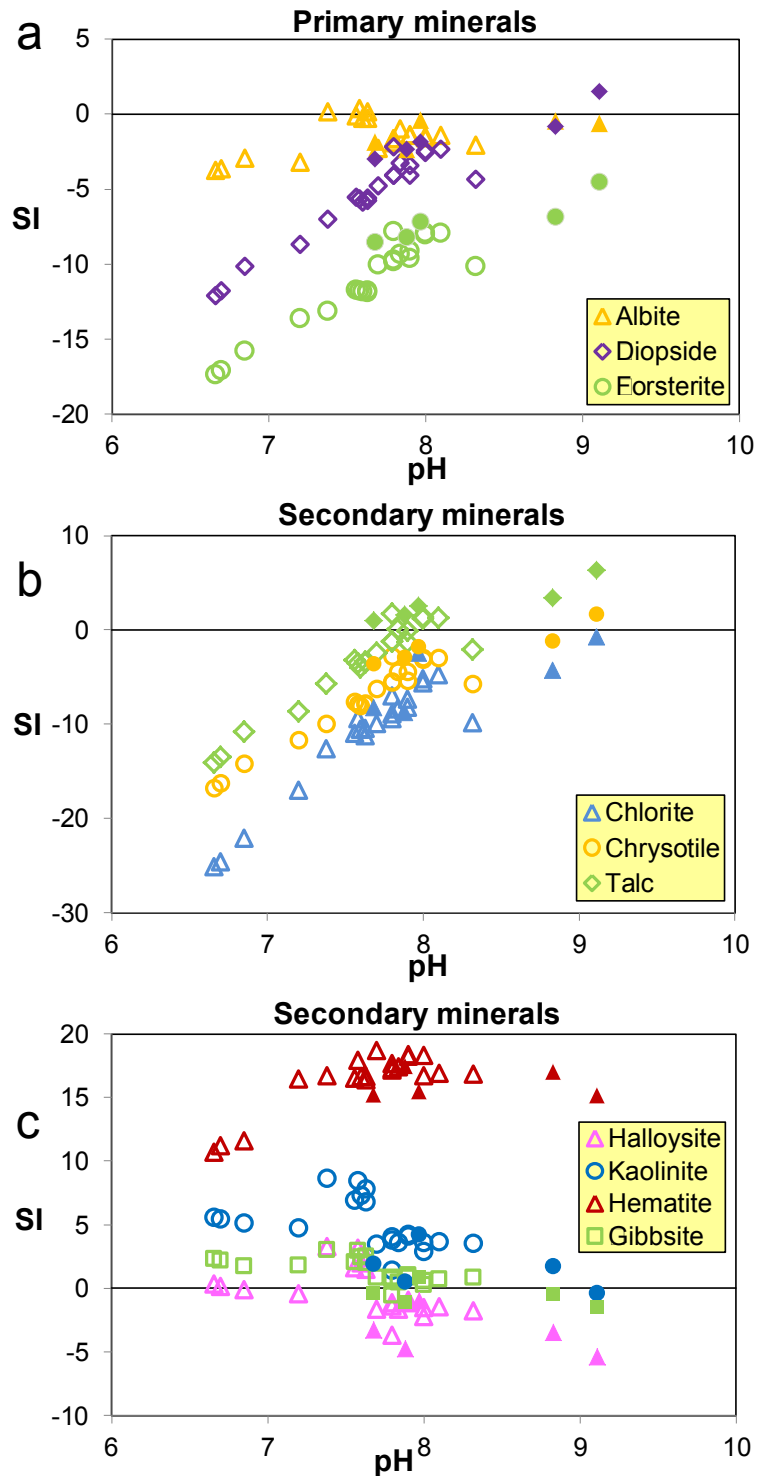 a
Primary minerals
5
0
-5
SI
-10
-15
-20
Albite
Diopside
Forsterite
6
7
8
9
10
pH
b
Secondary minerals
10
0
SI
-10
-20
-30
Chlorite
Chrysotile
Talc
6
7
8
9
10
pH
Secondary minerals
20
15
c
10
SI
5
0
-5
-10
Halloysite
Kaolinite
Hematite
Gibbsite
6
7
8
9
10
pH